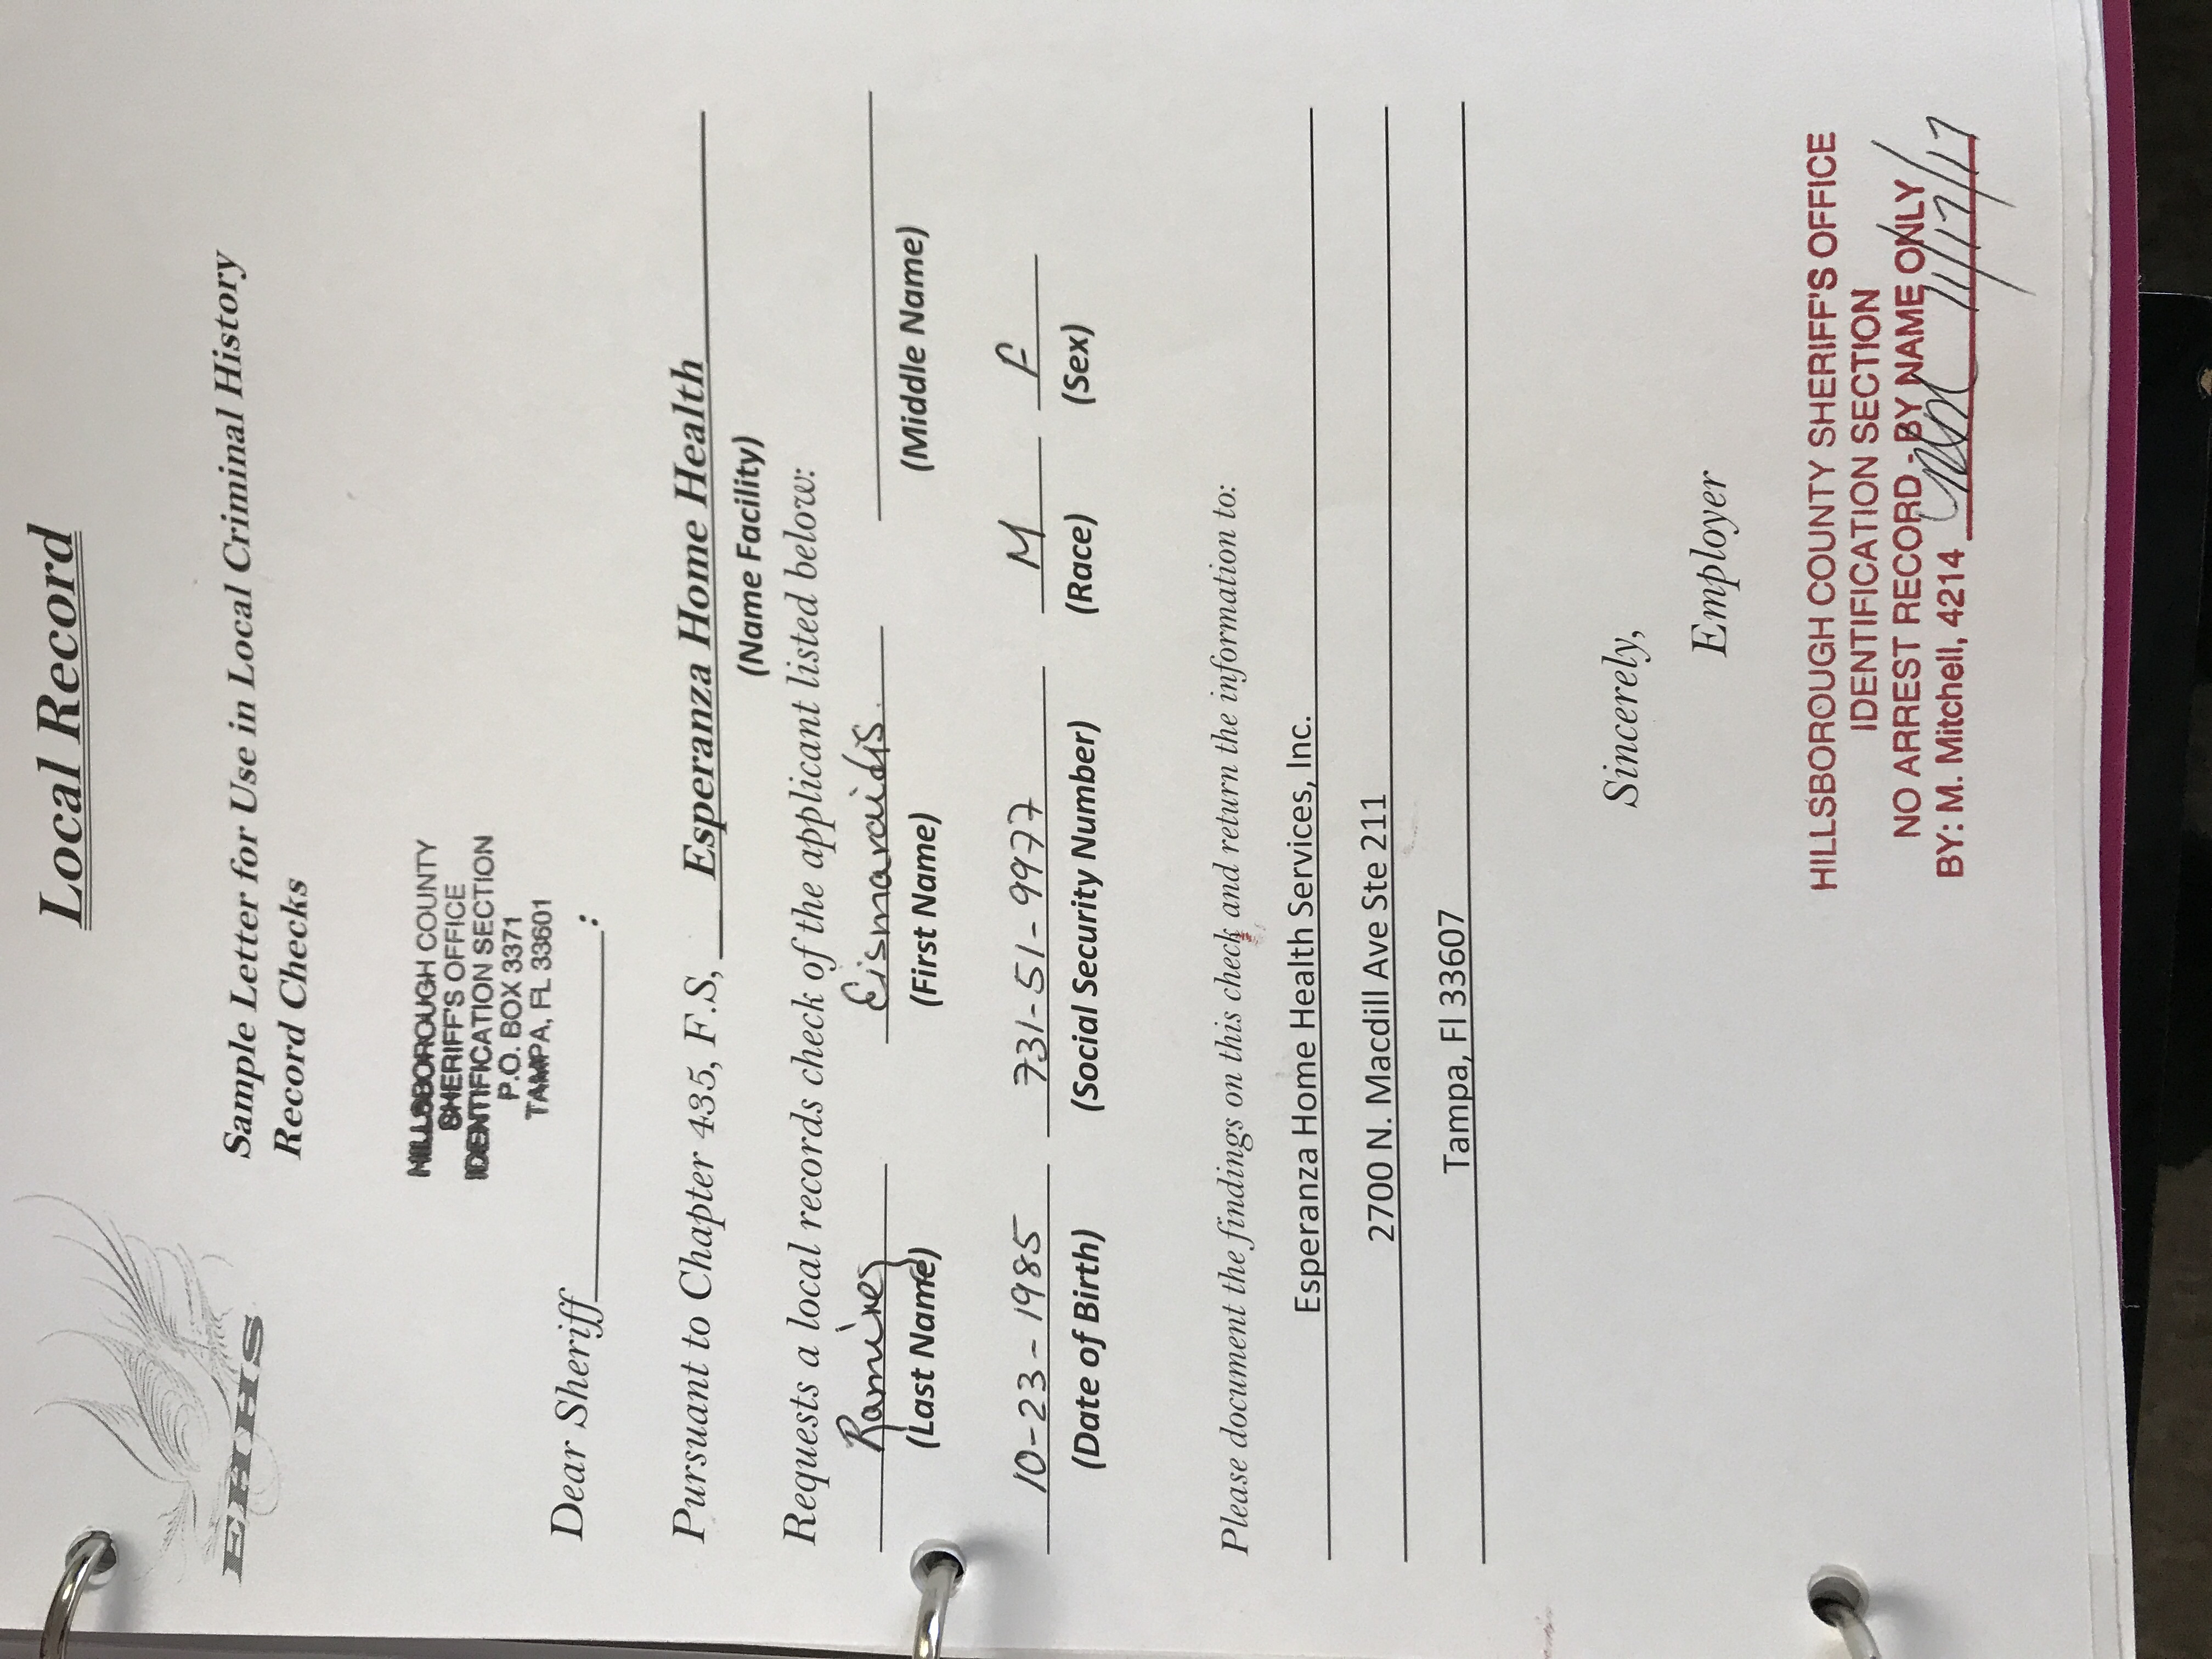 Local Record
EHHS
Sample Letter for Use in Local Criminal History
Record Checks
HILLSBOROUGH COUNTY
SHERIFF'S OFFICE
IDENTIFICATION SECTION
P.O. BOX 3371
TAMPA, FL 33601
Dear Sheriff :
Pursuant to Chapter 435, F.S, Esperanza Home Health
(Name Facility)
Requests a local records check of the applicant listed below:
Ramírez Eismaraidis.
(Last Name) (First Name) (Middle Name)
10-23-1985 731-51-9977 M F
(Date of Birth) (Social Security Number) (Race) (Sex)
Please document the findings on this check and return the information to:
Esperanza Home Health Services, Inc.
2700 N. Macdill Ave Ste 211
Tampa, Fl 33607
Sincerely,
Employer
HILLSBOROUGH COUNTY SHERIFF'S OFFICE
IDENTIFICATION SECTION
NO ARREST RECORD - BY NAME ONLY
BY: M. Mitchell, 4214 11/17/17